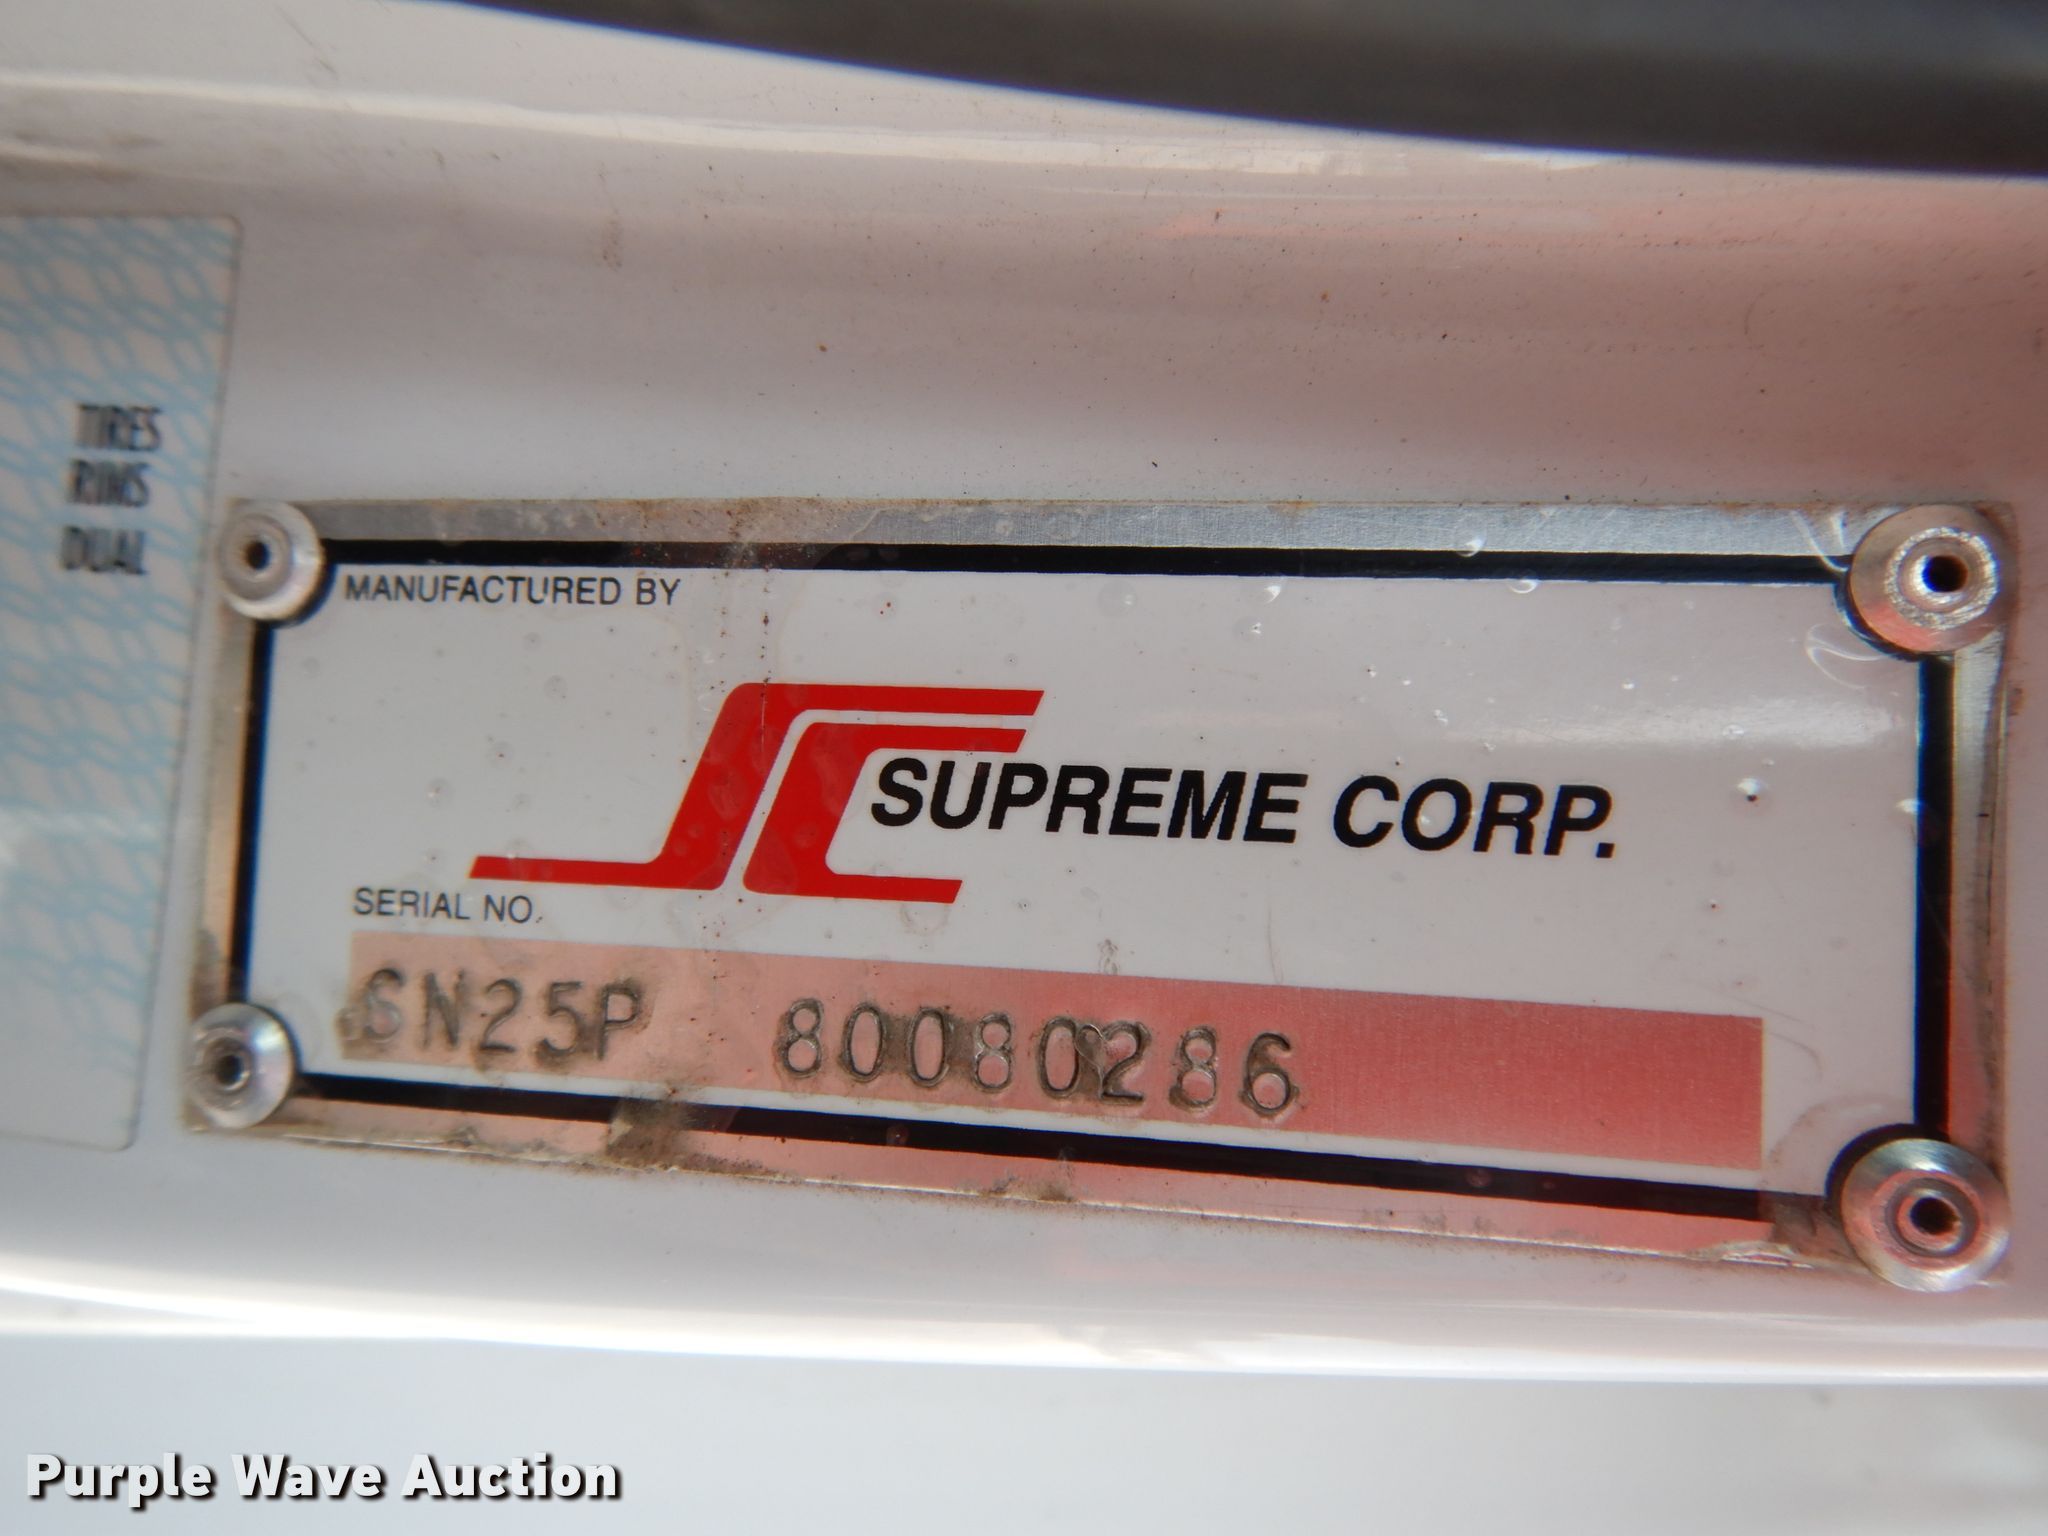 TIRES
RIMS
DUAL
MANUFACTURED BY
SUPREME CORP.
SERIAL NO.
SN25P 80080286
Purple Wave Auction